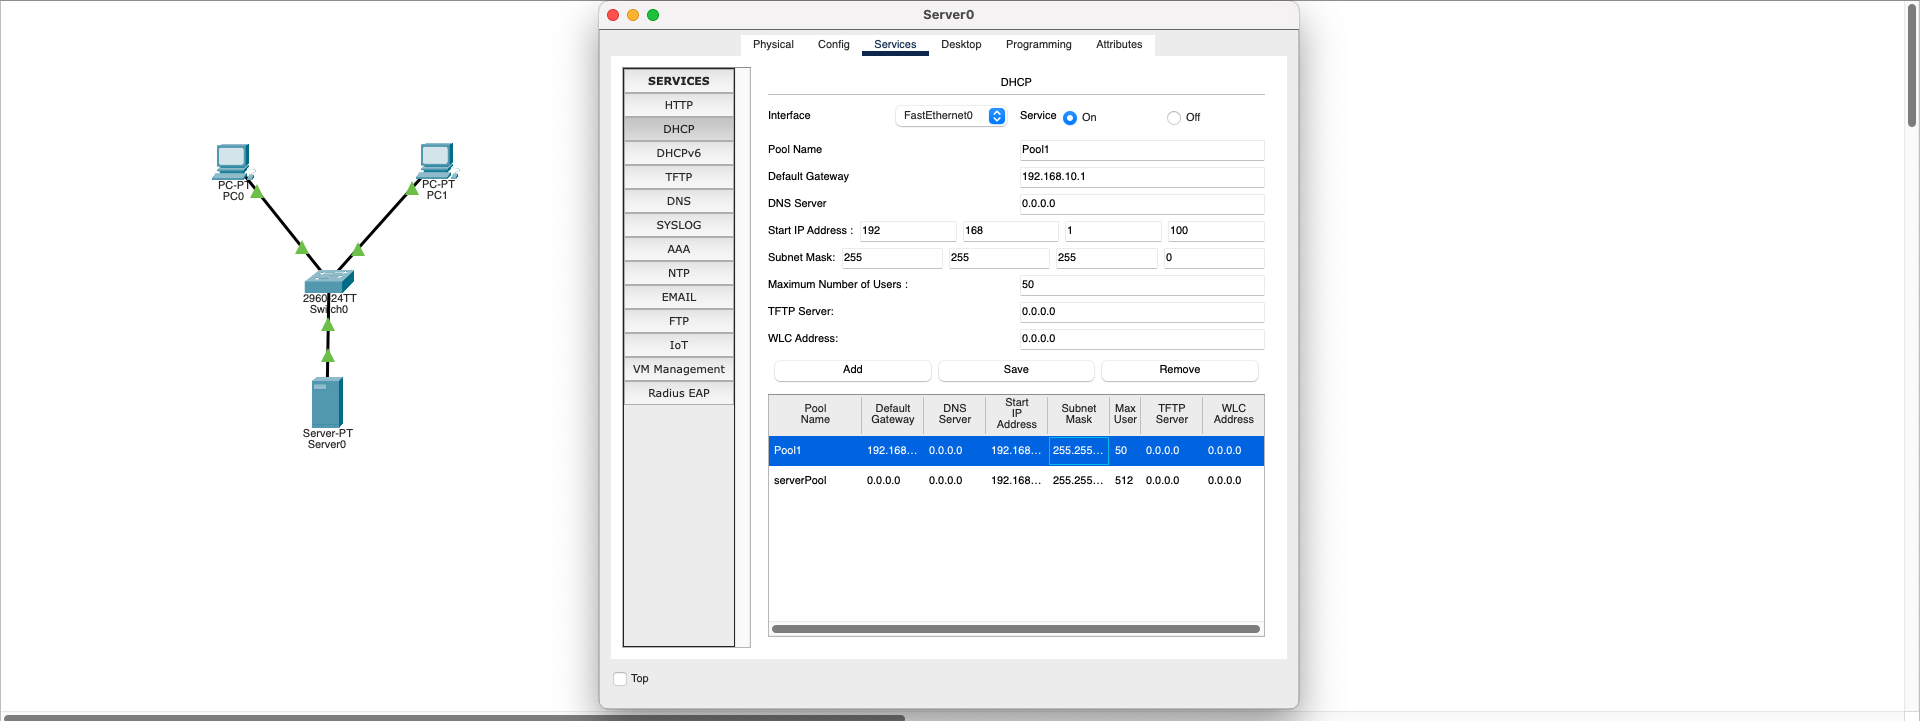 Server0
Physical Config Services Desktop Programming Attributes
SERVICES
HTTP
DHCP
DHCPv6
TFTP
DNS
SYSLOG
AAA
NTP
EMAIL
FTP
IoT
VM Management
Radius EAP
DHCP
Interface FastEthernet0 Service On Off
Pool Name Pool1
Default Gateway 192.168.10.1
DNS Server 0.0.0.0
Start IP Address : 192 168 1 100
Subnet Mask: 255 255 255 0
Maximum Number of Users : 50
TFTP Server: 0.0.0.0
WLC Address: 0.0.0.0
Add Save Remove
Pool Name Default Gateway DNS Server Start IP Address Subnet Mask Max User TFTP Server WLC Address
Pool1 192.168... 0.0.0.0 192.168... 255.255... 50 0.0.0.0 0.0.0.0
serverPool 0.0.0.0 0.0.0.0 192.168... 255.255... 512 0.0.0.0 0.0.0.0
Top
PC-PT
PC0
PC-PT
PC1
2960-24TT
Switch0
Server-PT
Server0